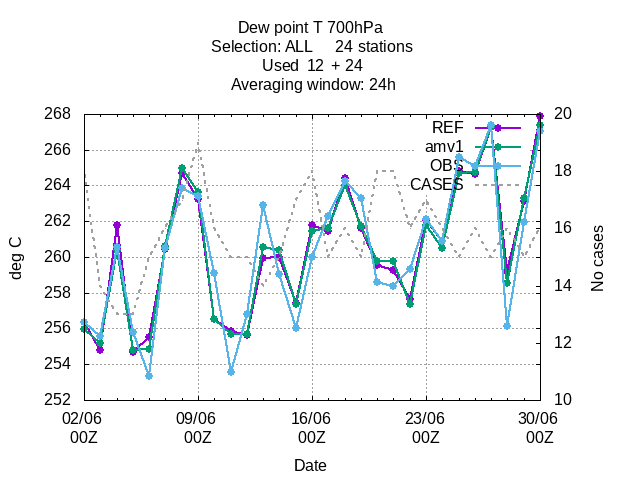 Dew point T 700hPa
Selection: ALL 24 stations
Used 12 + 24
Averaging window: 24h
268
266
264
262
260
258
256
254
252
20
18
16
14
12
10
REF
amv1
OBS
CASES
deg C
No cases
02/06 09/06 16/06 23/06 30/06
00Z 00Z 00Z 00Z 00Z
Date